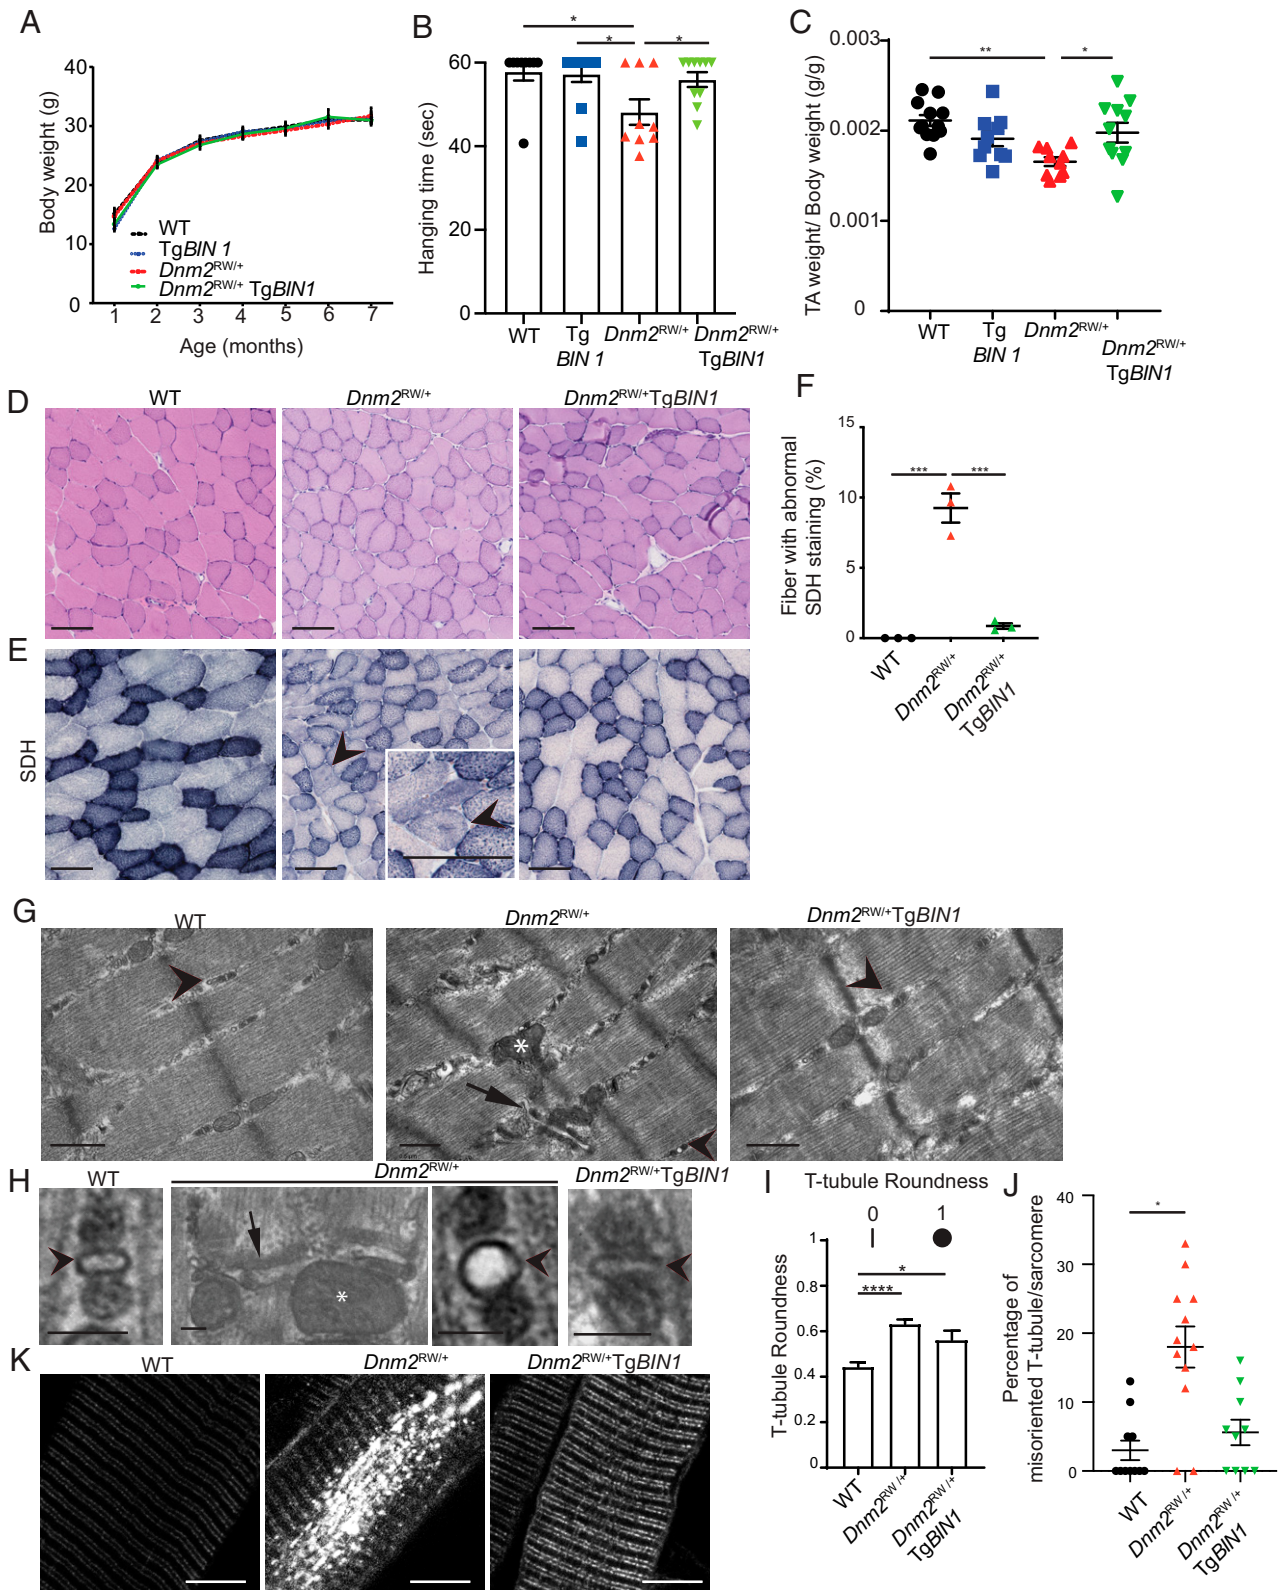 A
Body weight (g)
40
30
20
10
0
1 2 3 4 5 6 7
Age (months)
WT
TgBIN 1
Dnm2RW/+
Dnm2RW/+ TgBIN1
B
Hanging time (sec)
60
40
20
0
* * *
WT
Tg BIN 1
Dnm2RW/+
Dnm2RW/+ TgBIN1
C
TA weight/ Body weight (g/g)
0.003
0.002
0.001
0
** *
WT
Tg BIN 1
Dnm2RW/+
Dnm2RW/+ TgBIN1
D
WT
Dnm2RW/+
Dnm2RW/+TgBIN1
E
SDH
F
Fiber with abnormal
SDH staining (%)
15
10
5
0
*** ***
WT
Dnm2RW/+
Dnm2RW/+
TgBIN1
G
WT
Dnm2RW/+
Dnm2RW/+TgBIN1
*
H
WT
Dnm2RW/+
Dnm2RW/+TgBIN1
*
I
T-tubule Roundness
0 1
T-tubule Roundness
1
0.8
0.6
0.4
0.2
0
*
****
WT
Dnm2RW/+
Dnm2RW/+
TgBIN1
J
Percentage of
misoriented T-tubule/sarcomere
40
30
20
10
0
*
WT
Dnm2RW/+
Dnm2RW/+
TgBIN1
K
WT
Dnm2RW/+
Dnm2RW/+TgBIN1